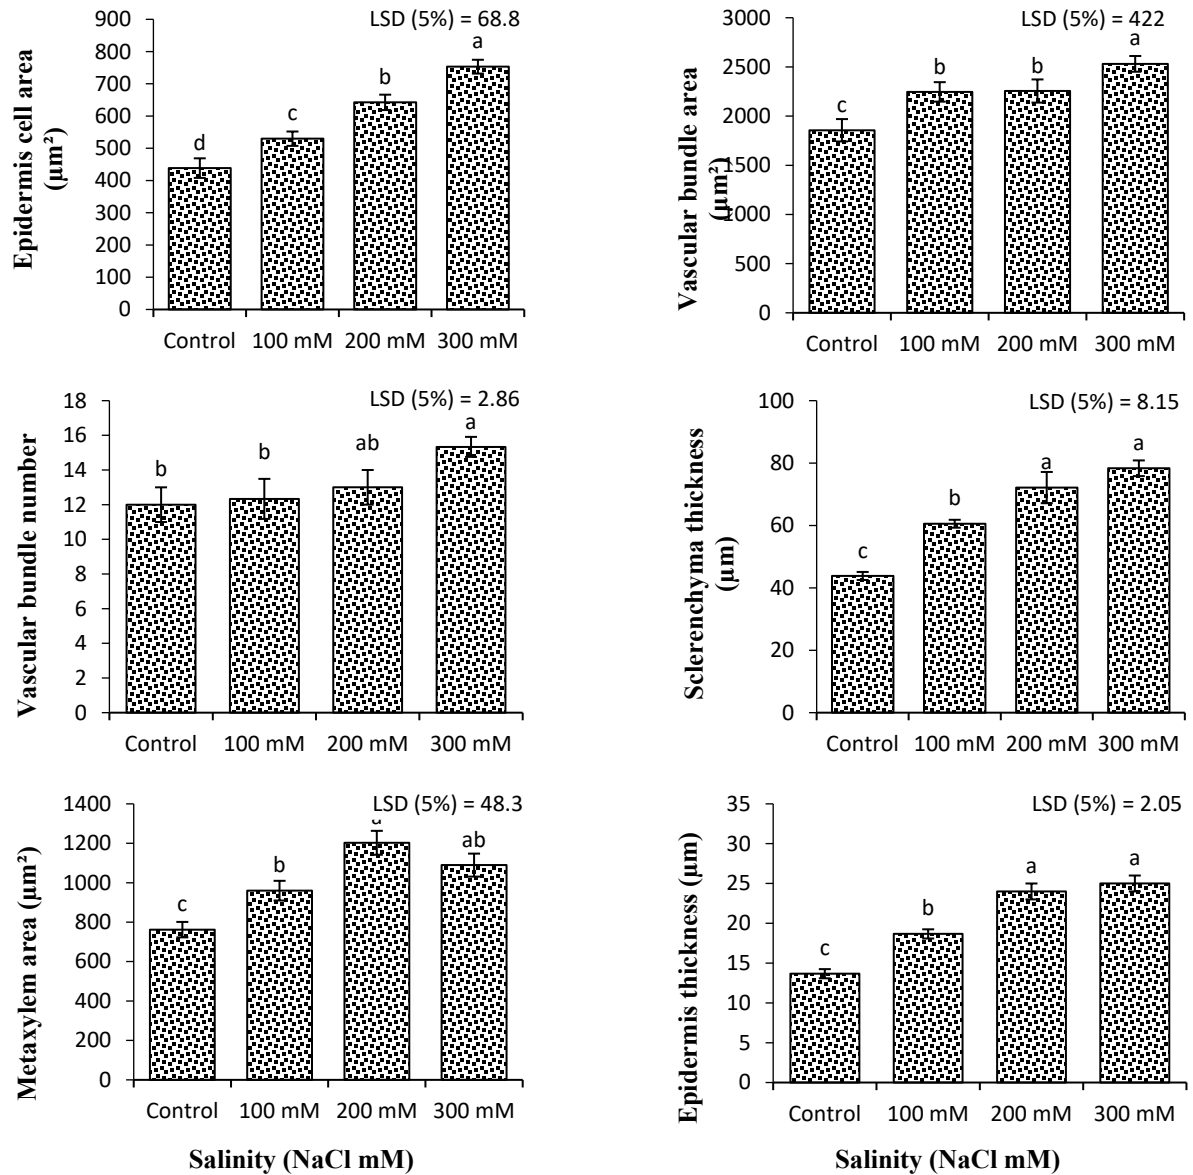 LSD (5%) = 68.8
Epidermis cell area
(µm²)
900
800
700
600
500
400
300
200
100
0
d
c
b
a
Control
100 mM
200 mM
300 mM
LSD (5%) = 422
Vascular bundle area
(µm²)
3000
2500
2000
1500
1000
500
0
c
b
b
a
Control
100 mM
200 mM
300 mM
LSD (5%) = 2.86
Vascular bundle number
18
16
14
12
10
8
6
4
2
0
b
b
ab
a
Control
100 mM
200 mM
300 mM
LSD (5%) = 8.15
Sclerenchyma thickness
(µm)
100
80
60
40
20
0
c
b
a
a
Control
100 mM
200 mM
300 mM
LSD (5%) = 48.3
Metaxylem area (µm²)
1400
1200
1000
800
600
400
200
0
c
b
ab
Control
100 mM
200 mM
300 mM
Salinity (NaCl mM)
LSD (5%) = 2.05
Epidermis thickness (µm)
35
30
25
20
15
10
5
0
c
b
a
a
Control
100 mM
200 mM
300 mM
Salinity (NaCl mM)